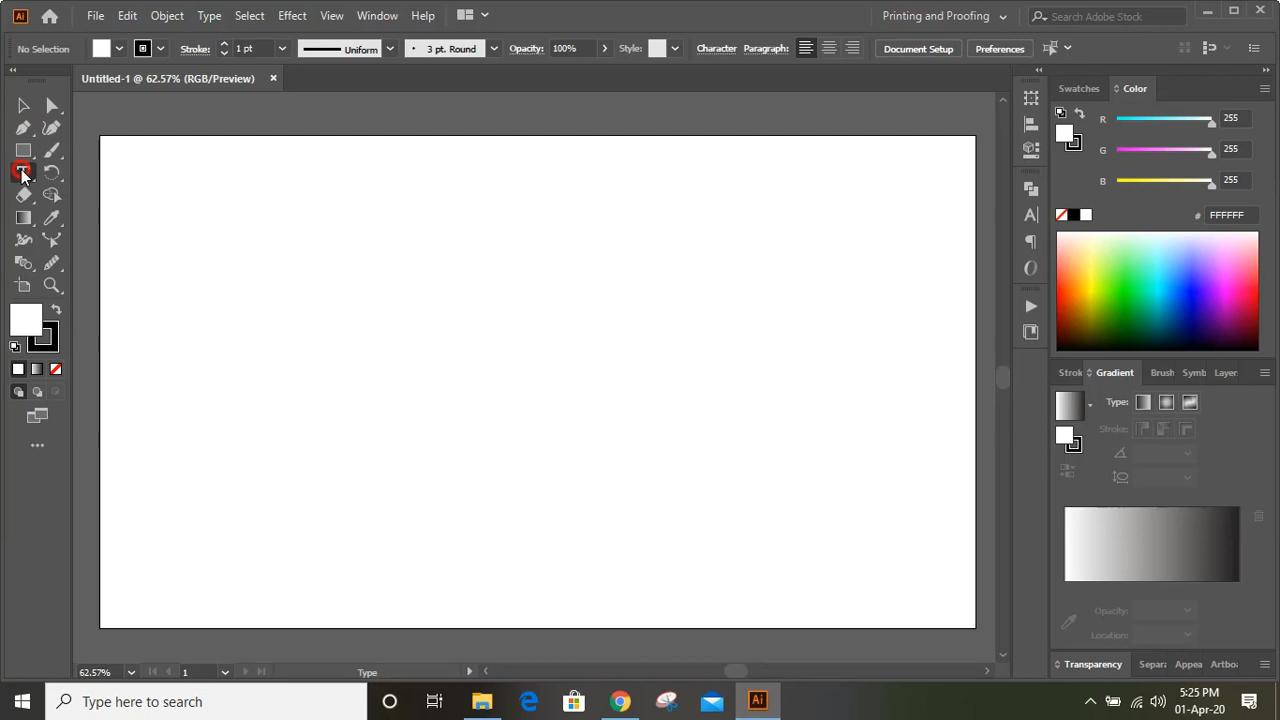 Ai File Edit Object Type Select Effect View Window Help Printing and Proofing Search Adobe Stock
No Selection Stroke: 1 pt Uniform 3 pt. Round Opacity: 100% Style: Character Paragraph: Document Setup Preferences
Untitled-1 @ 62.57% (RGB/Preview)
Swatches Color
R 255
G 255
B 255
# FFFFFF
Strok Gradient Brush Symb Layer
Type:
Stroke:
Opacity:
Location:
Transparency Separ Appea Artbo
62.57% 1 Type
Type here to search
Ai
5:25 PM
01-Apr-20